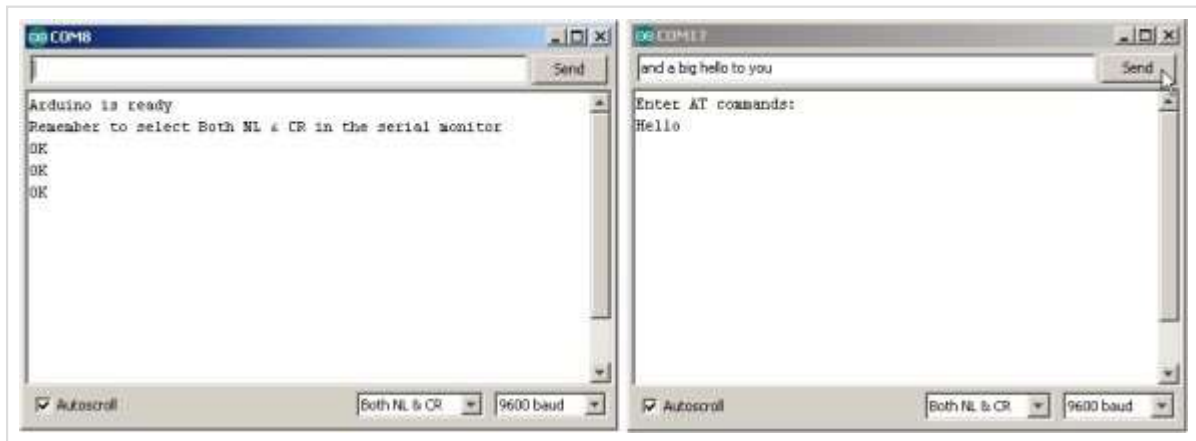 COM8
Send
Arduino is ready
Remember to select Both NL & CR in the serial monitor
OK
OK
OK
Autoscroll
Both NL & CR
9600 baud
COM17
and a big hello to you
Send
Enter AT commands:
Hello
Autoscroll
Both NL & CR
9600 baud